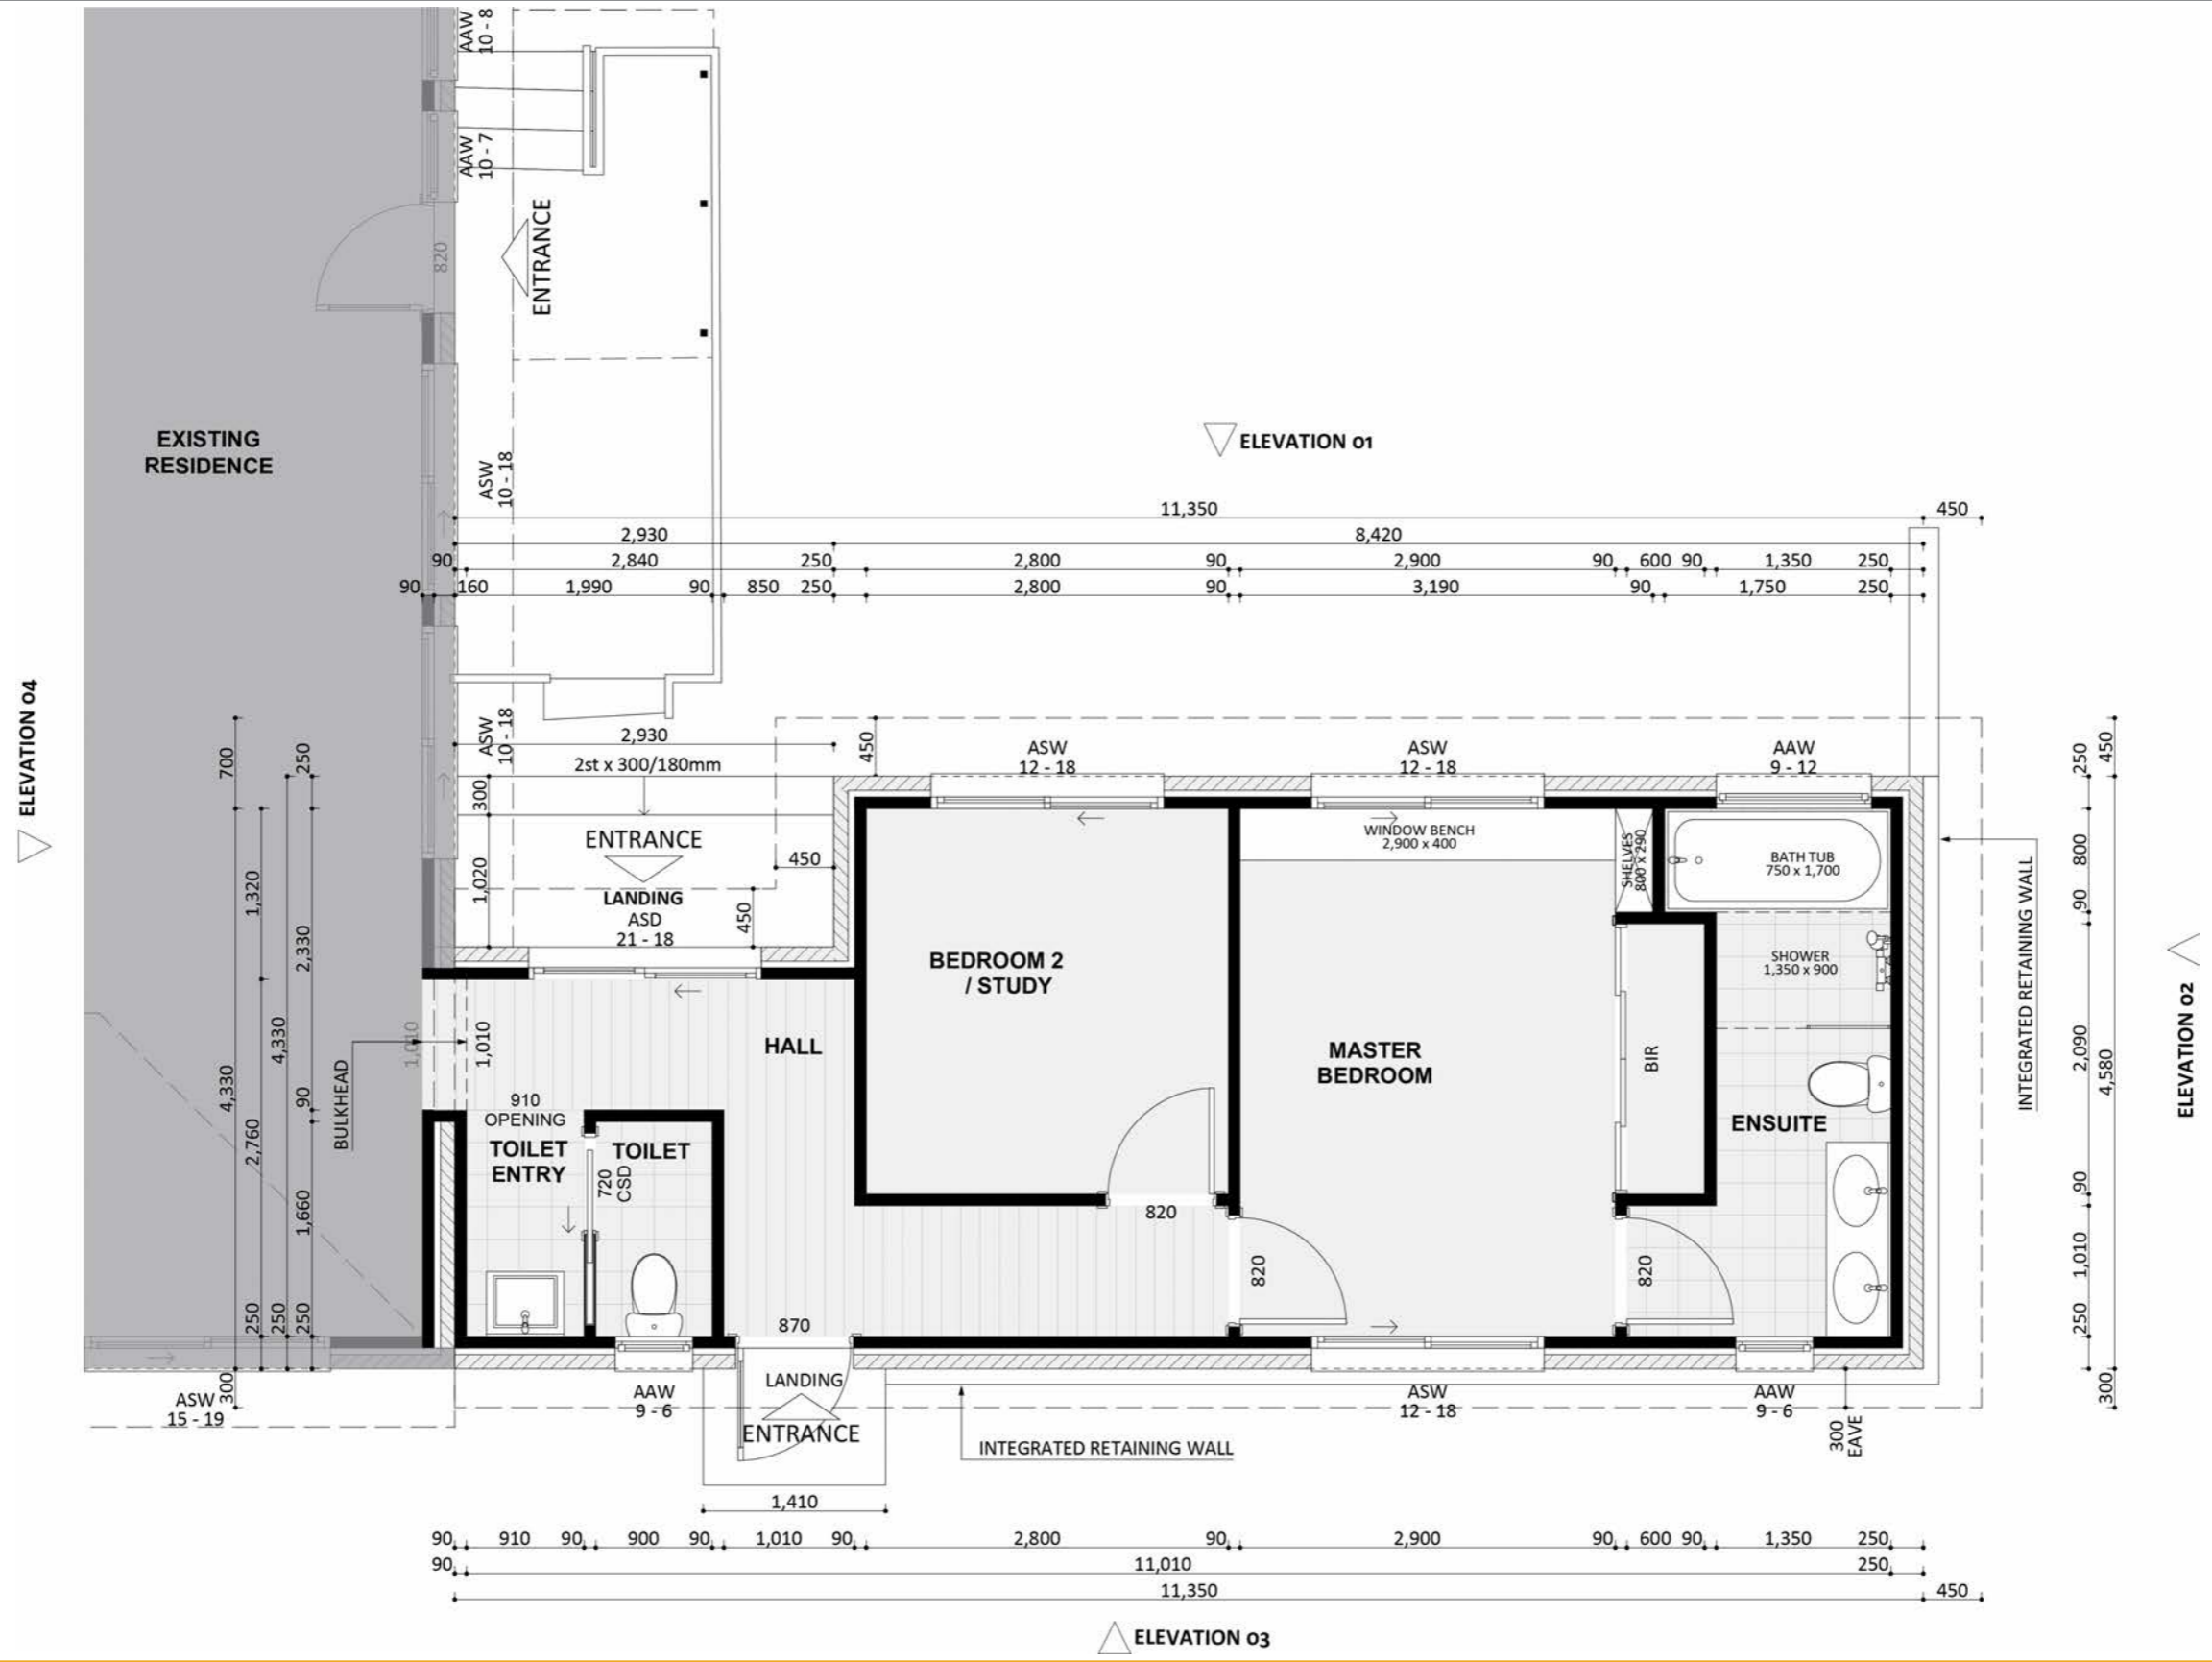 AAW
10 - 8
AAW
10 - 7
ENTRANCE
820
EXISTING
RESIDENCE
ASW
10 - 18
ELEVATION 01
11,350
450
2,930
8,420
90
2,840
250
2,800
90
2,900
90
600
90
1,350
250
90
160
1,990
90
850
250
2,800
90
3,190
90
1,750
250
ELEVATION 04
ASW
10 - 18
2,930
2st x 300/180mm
300
ENTRANCE
1,020
LANDING
ASD
21 - 18
450
450
450
ASW
12 - 18
ASW
12 - 18
AAW
9 - 12
WINDOW BENCH
2,900 x 400
SHELVES
800 x 290
BATH TUB
750 x 1,700
SHOWER
1,350 x 900
INTEGRATED RETAINING WALL
ELEVATION 02
250
450
800
90
2,090
4,580
90
1,010
250
300
700
250
1,320
2,330
4,330
4,330
90
2,760
1,660
250
250
250
300
BULKHEAD
1,010
1,010
HALL
BEDROOM 2
/ STUDY
MASTER
BEDROOM
BIR
ENSUITE
910
OPENING
TOILET
ENTRY
TOILET
720
CSD
820
820
820
870
LANDING
ENTRANCE
ASW
15 - 19
AAW
9 - 6
ASW
12 - 18
AAW
9 - 6
300
EAVE
INTEGRATED RETAINING WALL
1,410
90
910
90
900
90
1,010
90
2,800
90
2,900
90
600
90
1,350
250
90
11,010
250
11,350
450
ELEVATION 03